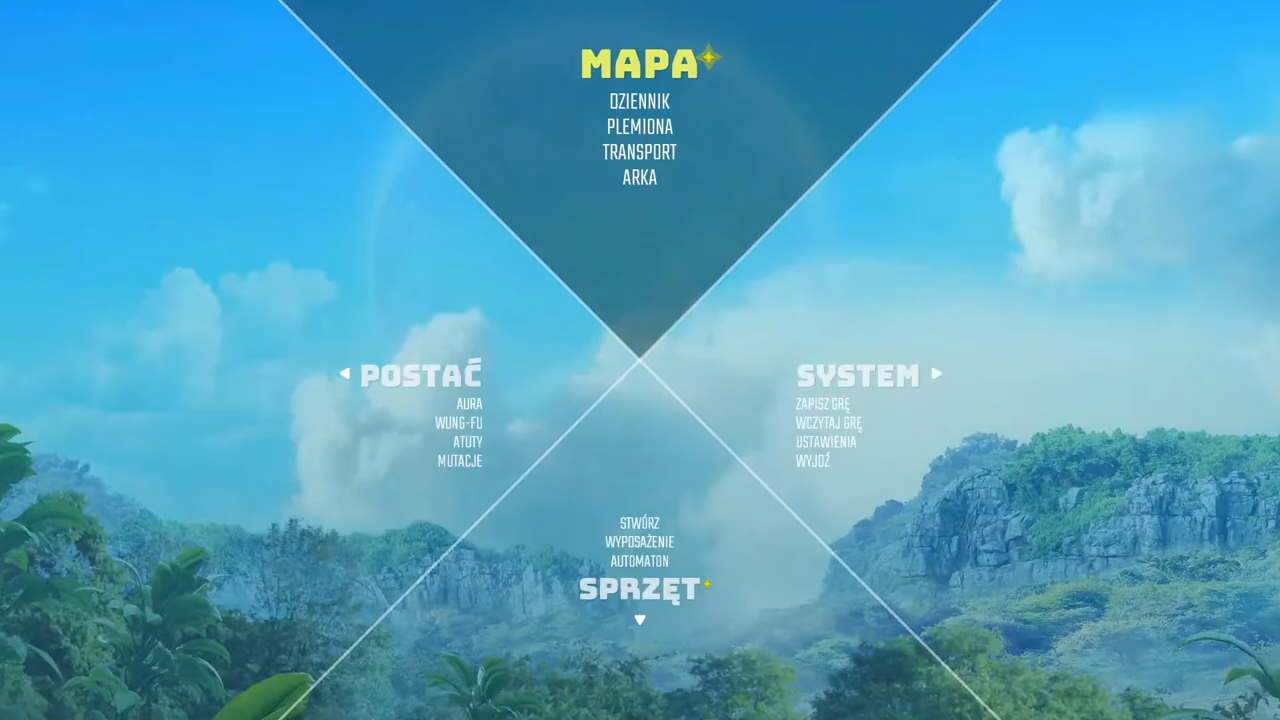 MAPA
DZIENNIK
PLEMIONA
TRANSPORT
ARKA
POSTAĆ
AURA
WUNG-FU
ATUTY
MUTACJE
SYSTEM
ZAPISZ GRĘ
WCZYTAJ GRĘ
USTAWIENIA
WYJDŹ
STWÓRZ
WYPOSAŻENIE
AUTOMATON
SPRZĘT